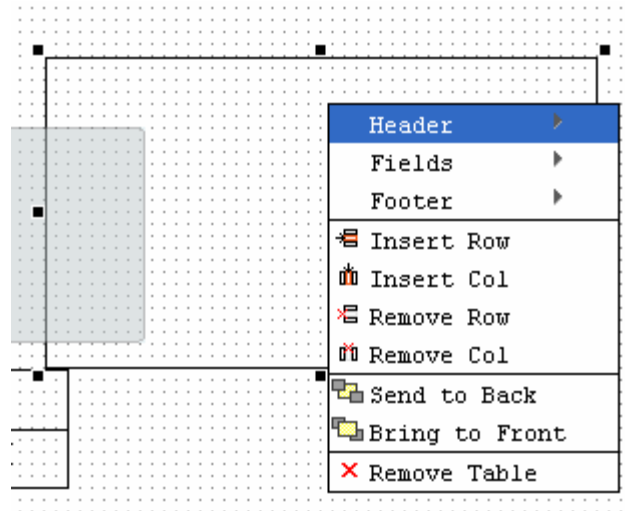 Header
Fields
Footer
Insert Row
Insert Col
Remove Row
Remove Col
Send to Back
Bring to Front
Remove Table